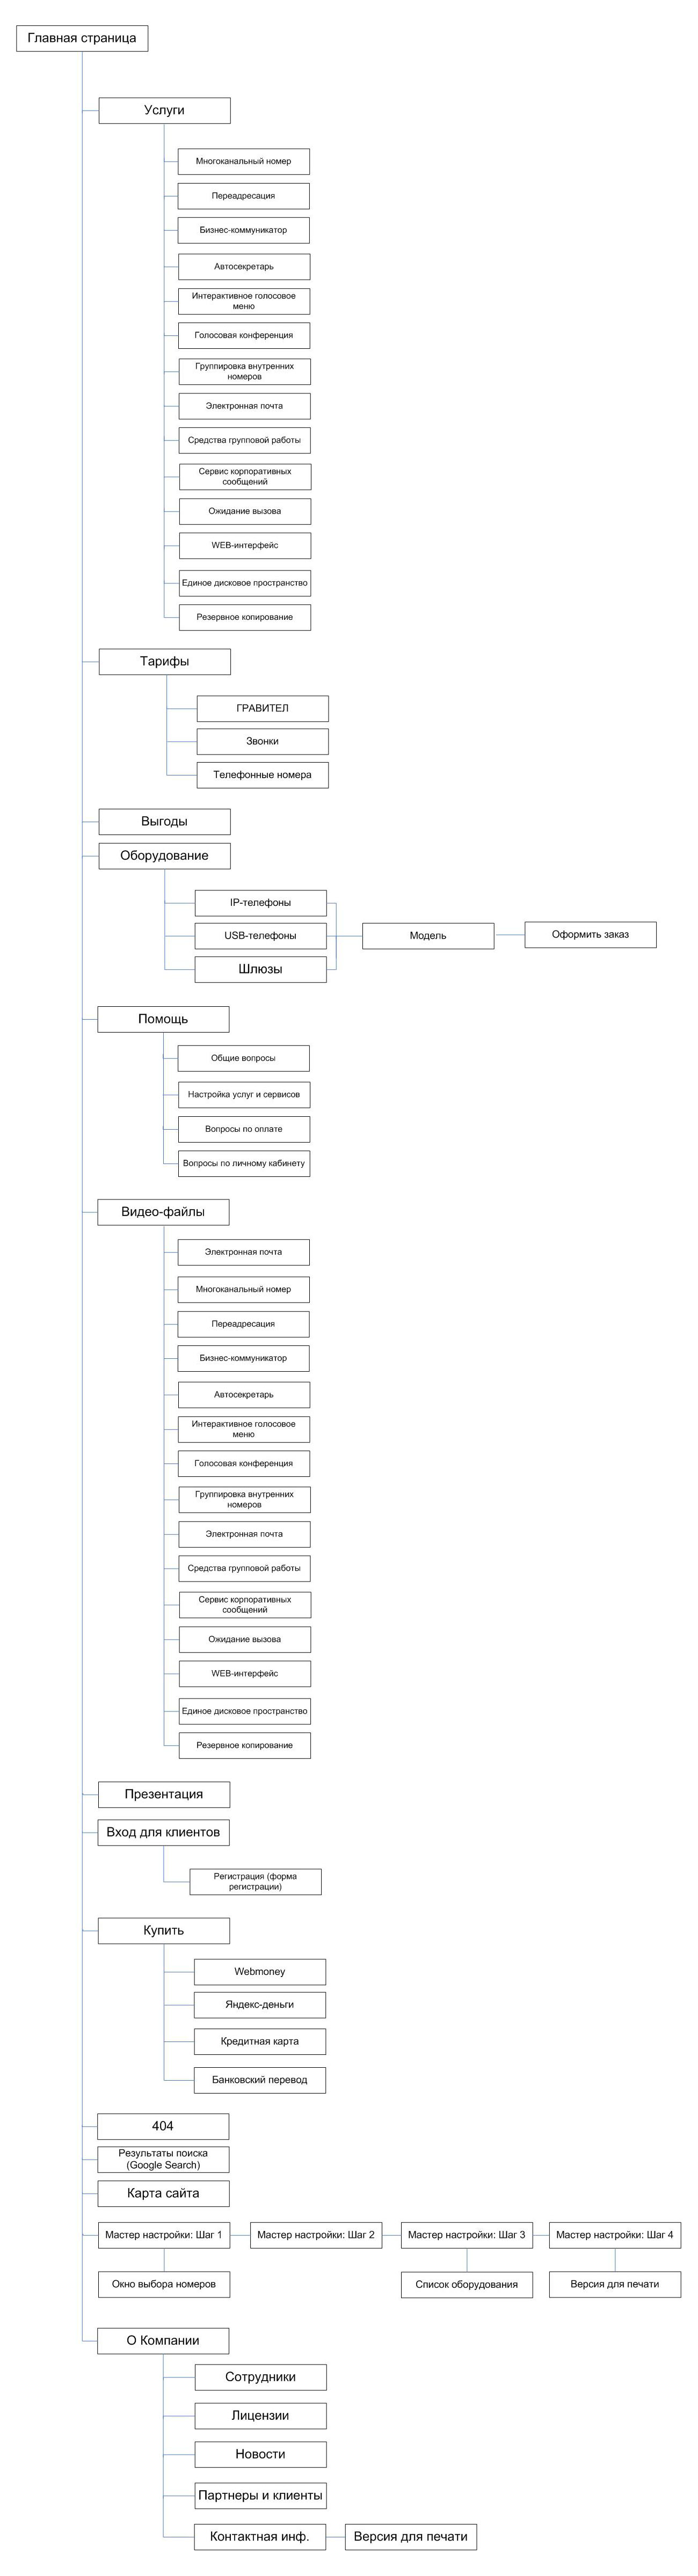 Главная страница
Услуги
Многоканальный номер
Переадресация
Бизнес-коммуникатор
Автосекретарь
Интерактивное голосовое
меню
Голосовая конференция
Группировка внутренних
номеров
Электронная почта
Средства групповой работы
Сервис корпоративных
сообщений
Ожидание вызова
WEB-интерфейс
Единое дисковое пространство
Резервное копирование
Тарифы
ГРАВИТЕЛ
Звонки
Телефонные номера
Выгоды
Оборудование
IP-телефоны
USB-телефоны
Шлюзы
Модель
Оформить заказ
Помощь
Общие вопросы
Настройка услуг и сервисов
Вопросы по оплате
Вопросы по личному кабинету
Видео-файлы
Электронная почта
Многоканальный номер
Переадресация
Бизнес-коммуникатор
Автосекретарь
Интерактивное голосовое
меню
Голосовая конференция
Группировка внутренних
номеров
Электронная почта
Средства групповой работы
Сервис корпоративных
сообщений
Ожидание вызова
WEB-интерфейс
Единое дисковое пространство
Резервное копирование
Презентация
Вход для клиентов
Регистрация (форма
регистрации)
Купить
Webmoney
Яндекс-деньги
Кредитная карта
Банковский перевод
404
Результаты поиска
(Google Search)
Карта сайта
Мастер настройки: Шаг 1
Мастер настройки: Шаг 2
Мастер настройки: Шаг 3
Мастер настройки: Шаг 4
Окно выбора номеров
Список оборудования
Версия для печати
О Компании
Сотрудники
Лицензии
Новости
Партнеры и клиенты
Контактная инф.
Версия для печати